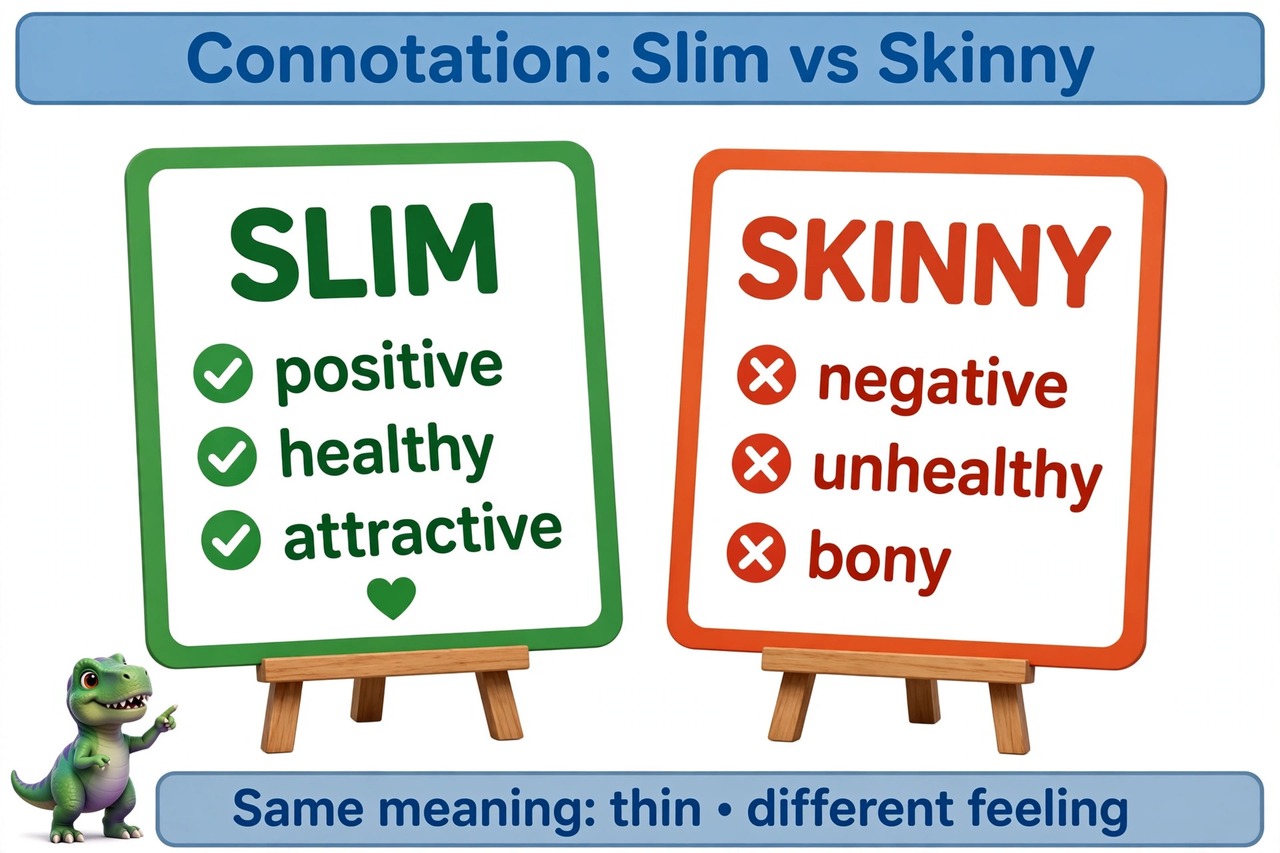 Connotation: Slim vs Skinny
SLIM
positive
healthy
attractive
SKINNY
negative
unhealthy
bony
Same meaning: thin • different feeling